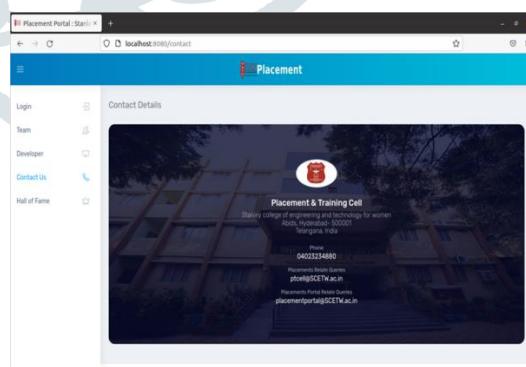 Placement Portal : Stanle
localhost:8080/contact
Placement
Login
Team
Developer
Contact Us
Hall of Fame
Contact Details
Placement & Training Cell
Stanley college of engineering and technology for women
Abids, Hyderabad- 500001
Telangana, India
Phone
04023234880
Placements Relate Queries
ptcell@SCETW.ac.in
Placements Portal Relate Queries
placementportal@SCETW.ac.in